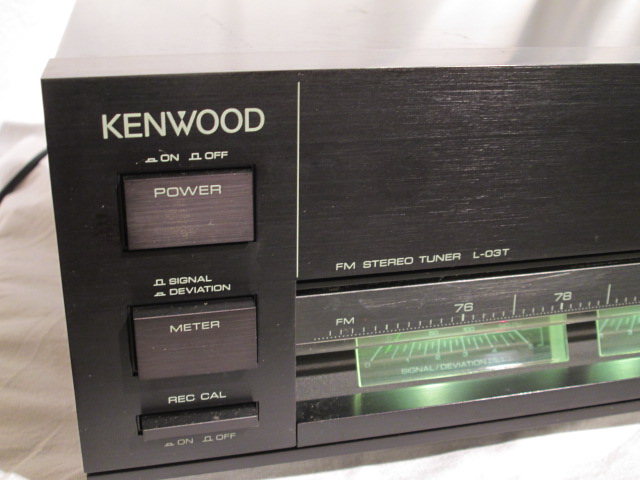 KENWOOD
ON OFF
POWER
SIGNAL
DEVIATION
METER
REC CAL
ON OFF
FM STEREO TUNER L-03T
FM 76 78
0
SIGNAL/DEVIATION